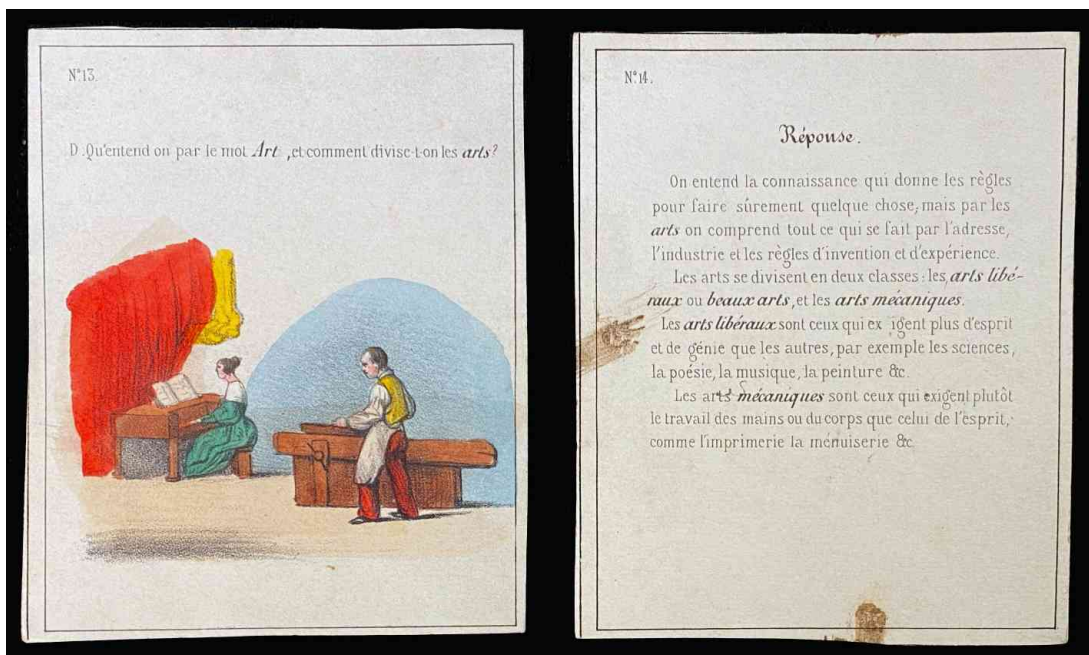 N° 13.
D. Qu'entend on par le mot Art, et comment divise-t-on les arts?
N° 14.
Réponse.
On entend la connaissance qui donne les règles
pour faire sûrement quelque chose; mais par les
arts on comprend tout ce qui se fait par l'adresse,
l'industrie et les règles d'invention et d'expérience.
Les arts se divisent en deux classes: les arts libé-
raux ou beaux arts, et les arts mécaniques.
Les arts libéraux sont ceux qui exigent plus d'esprit
et de génie que les autres, par exemple les sciences,
la poésie, la musique, la peinture &c.
Les arts mécaniques sont ceux qui exigent plutôt
le travail des mains ou du corps que celui de l'esprit,
comme l'imprimerie la menuiserie &c.